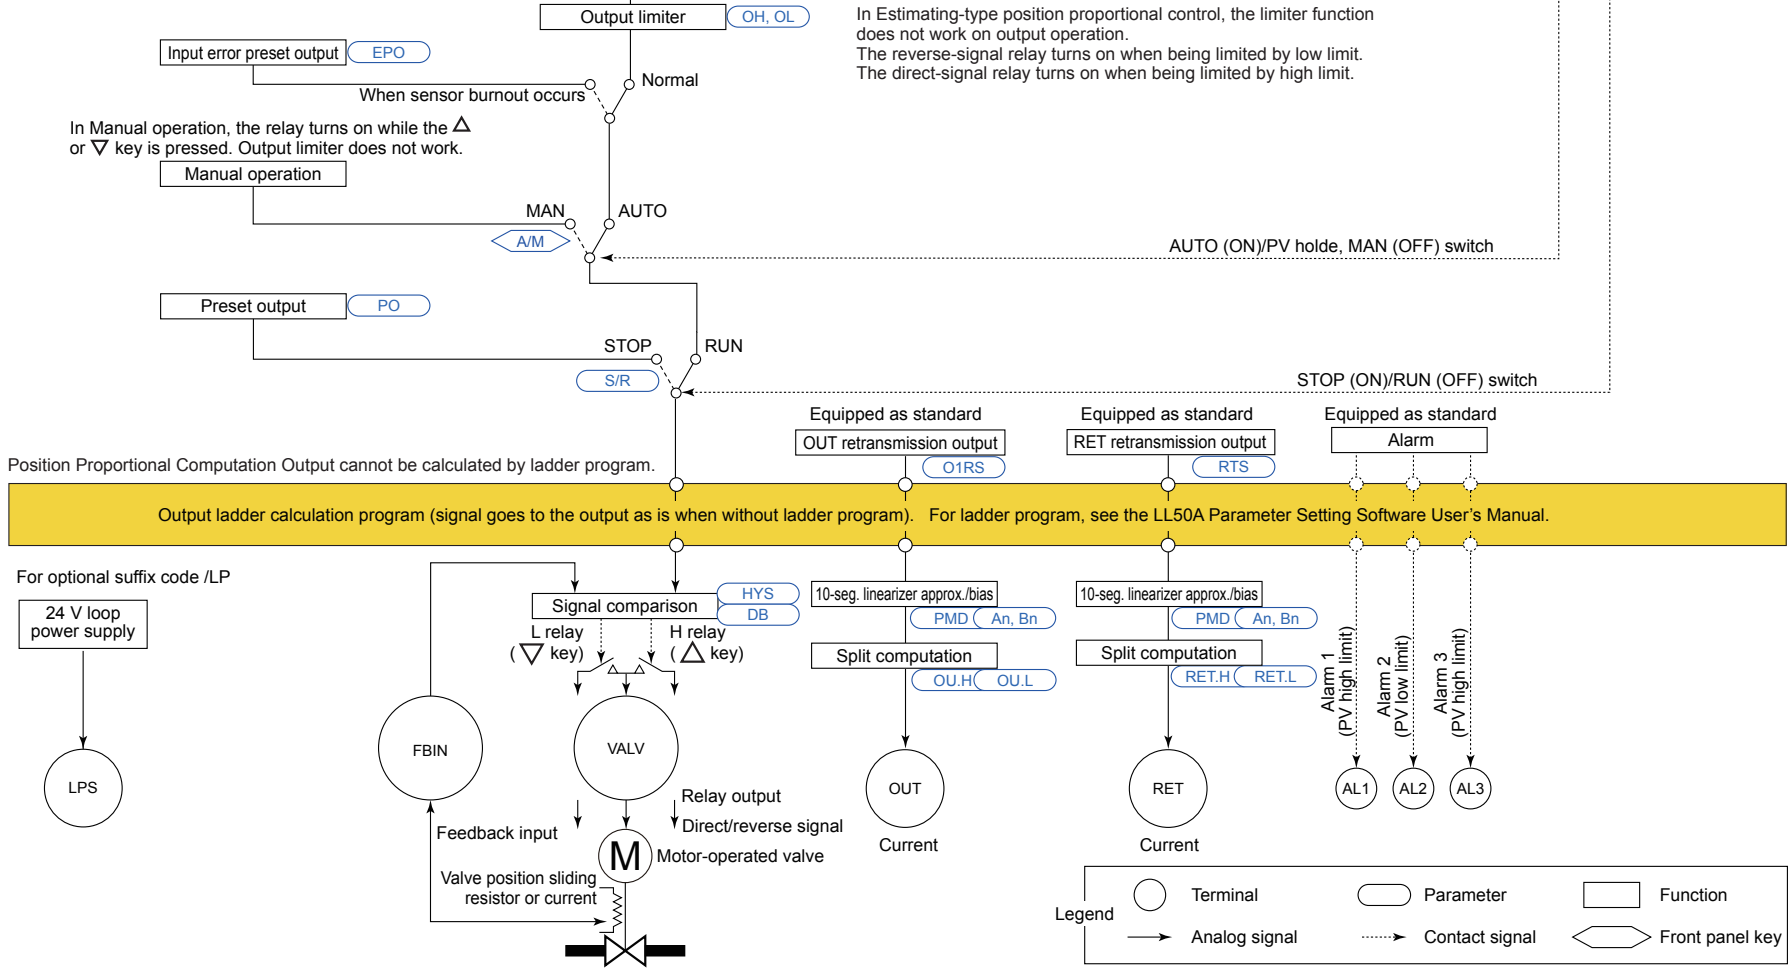 Output limiter
OH, OL
In Estimating-type position proportional control, the limiter function
does not work on output operation.
The reverse-signal relay turns on when being limited by low limit.
The direct-signal relay turns on when being limited by high limit.
Input error preset output
EPO
Normal
When sensor burnout occurs
In Manual operation, the relay turns on while the △
or ▽ key is pressed. Output limiter does not work.
Manual operation
MAN
AUTO
A/M
AUTO (ON)/PV holde, MAN (OFF) switch
Preset output
PO
STOP
RUN
S/R
STOP (ON)/RUN (OFF) switch
Equipped as standard
Equipped as standard
Equipped as standard
OUT retransmission output
RET retransmission output
Alarm
O1RS
RTS
Position Proportional Computation Output cannot be calculated by ladder program.
Output ladder calculation program (signal goes to the output as is when without ladder program). For ladder program, see the LL50A Parameter Setting Software User's Manual.
For optional suffix code /LP
24 V loop
power supply
Signal comparison
HYS
DB
L relay
( ▽ key)
H relay
( △ key)
10-seg. linearizer approx./bias
PMD
An, Bn
Split computation
OU.H
OU.L
10-seg. linearizer approx./bias
PMD
An, Bn
Split computation
RET.H
RET.L
Alarm 1
(PV high limit)
Alarm 2
(PV low limit)
Alarm 3
(PV high limit)
LPS
FBIN
VALV
OUT
RET
AL1
AL2
AL3
Relay output
Direct/reverse signal
Feedback input
M
Motor-operated valve
Current
Current
Valve position sliding
resistor or current
Legend
Terminal
Parameter
Function
Analog signal
Contact signal
Front panel key